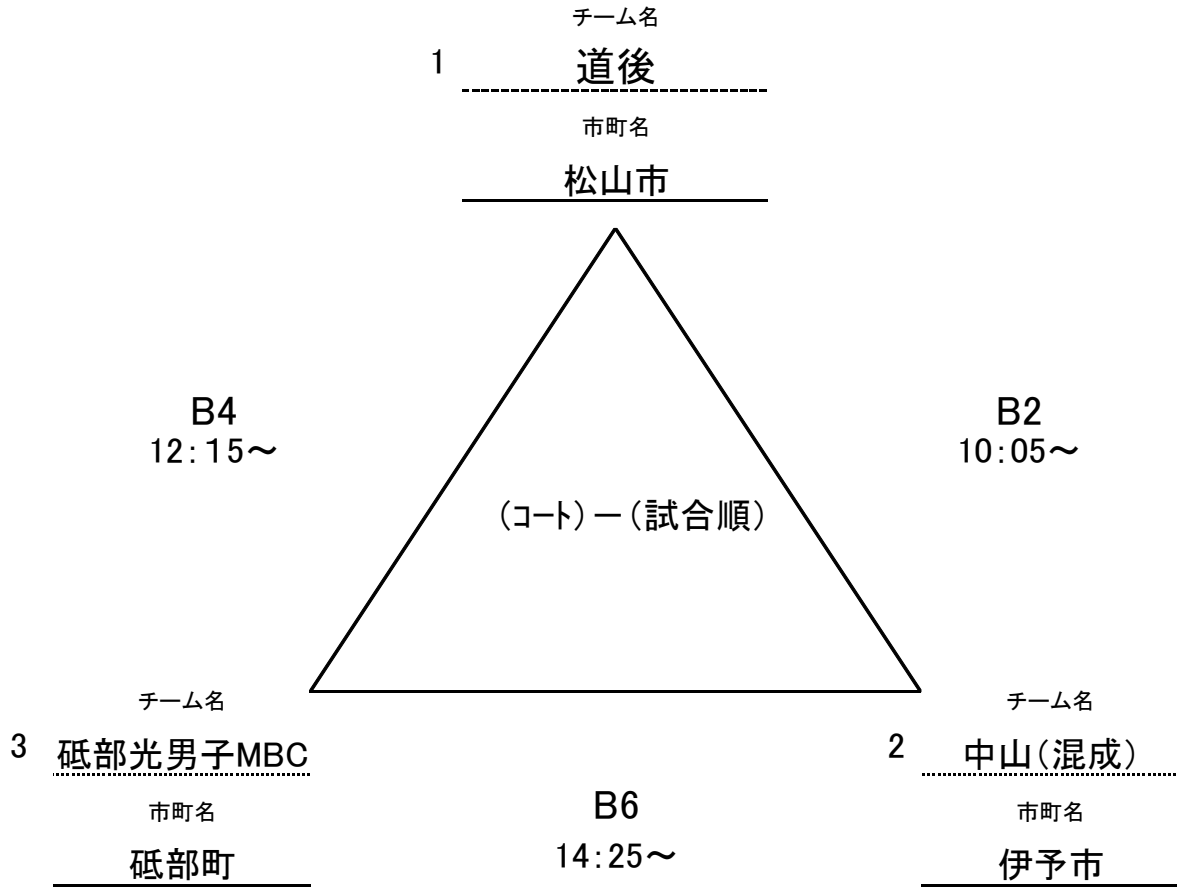 チーム名
1 道後
市町名
松山市
B4
12:15～
B2
10:05～
（コート）－（試合順）
チーム名
3 砥部光男子MBC
市町名
砥部町
B6
14:25～
チーム名
2 中山（混成）
市町名
伊予市